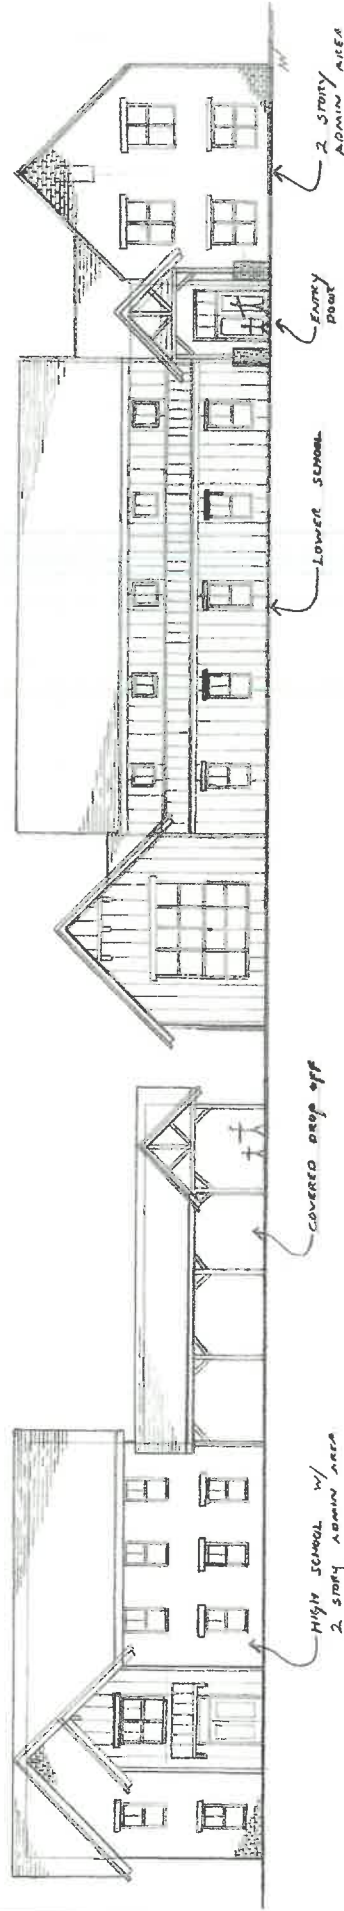 HIGH SCHOOL W/
2 STORY ADMIN AREA
COVERED DROP OFF
LOWER SCHOOL
ENTRY
DOOR
2 STORY
ADMIN AREA